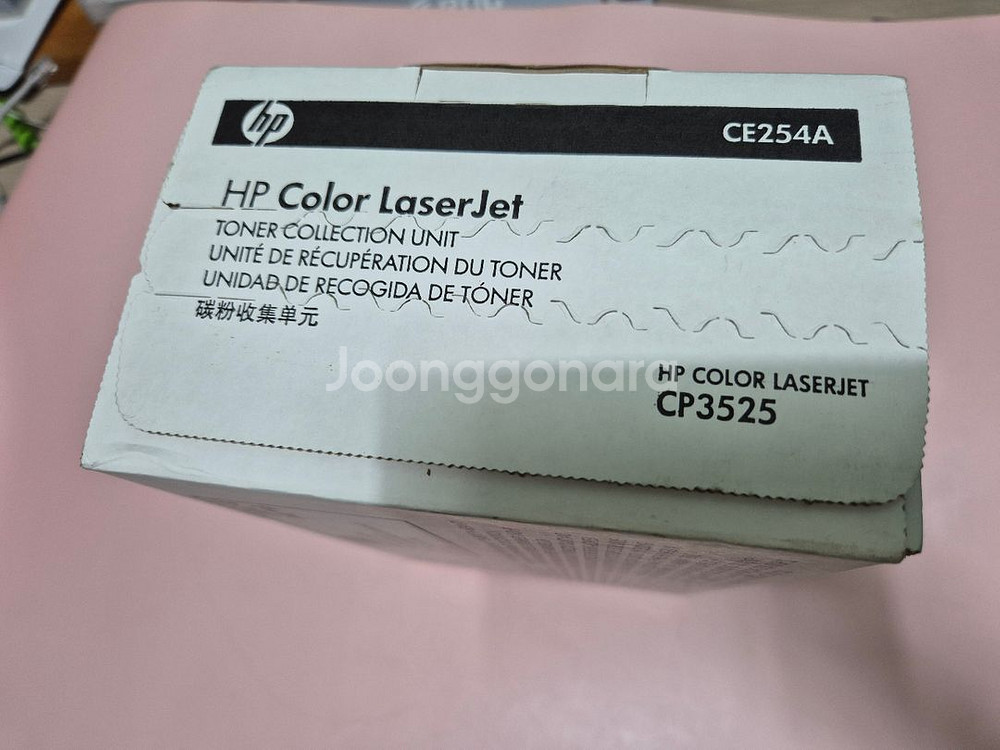 hp
CE254A
HP Color LaserJet
TONER COLLECTION UNIT
UNITÉ DE RÉCUPÉRATION DU TONER
UNIDAD DE RECOGIDA DE TÓNER
碳粉收集单元
Joonggonara
HP COLOR LASERJET
CP3525